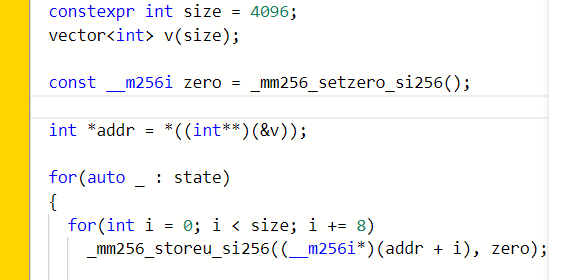 constexpr int size = 4096;
vector<int> v(size);
const __m256i zero = _mm256_setzero_si256();
int *addr = *((int**)(&v));
for(auto _ : state)
{
for(int i = 0; i < size; i += 8)
_mm256_storeu_si256((__m256i*)(addr + i), zero);